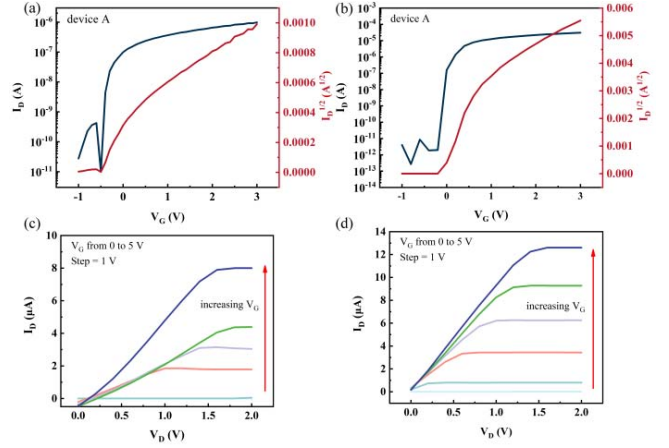 (a)
device A
10⁻⁶
10⁻⁷
10⁻⁸
10⁻⁹
10⁻¹⁰
10⁻¹¹
I_D (A)
0.0010
0.0008
0.0006
0.0004
0.0002
0.0000
I_D^1/2 (A^1/2)
-1 0 1 2 3
V_G (V)
(b)
device A
10⁻³
10⁻⁴
10⁻⁵
10⁻⁶
10⁻⁷
10⁻⁸
10⁻⁹
10⁻¹⁰
10⁻¹¹
10⁻¹²
10⁻¹³
10⁻¹⁴
I_D (A)
0.006
0.005
0.004
0.003
0.002
0.001
0.000
I_D^1/2 (A^1/2)
-1 0 1 2 3
V_G (V)
(c)
V_G from 0 to 5 V
Step = 1 V
increasing V_G
8
6
4
2
0
I_D (μA)
0.0 0.5 1.0 1.5 2.0
V_D (V)
(d)
V_G from 0 to 5 V
Step = 1 V
increasing V_G
14
12
10
8
6
4
2
0
I_D (μA)
0.0 0.5 1.0 1.5 2.0
V_D (V)